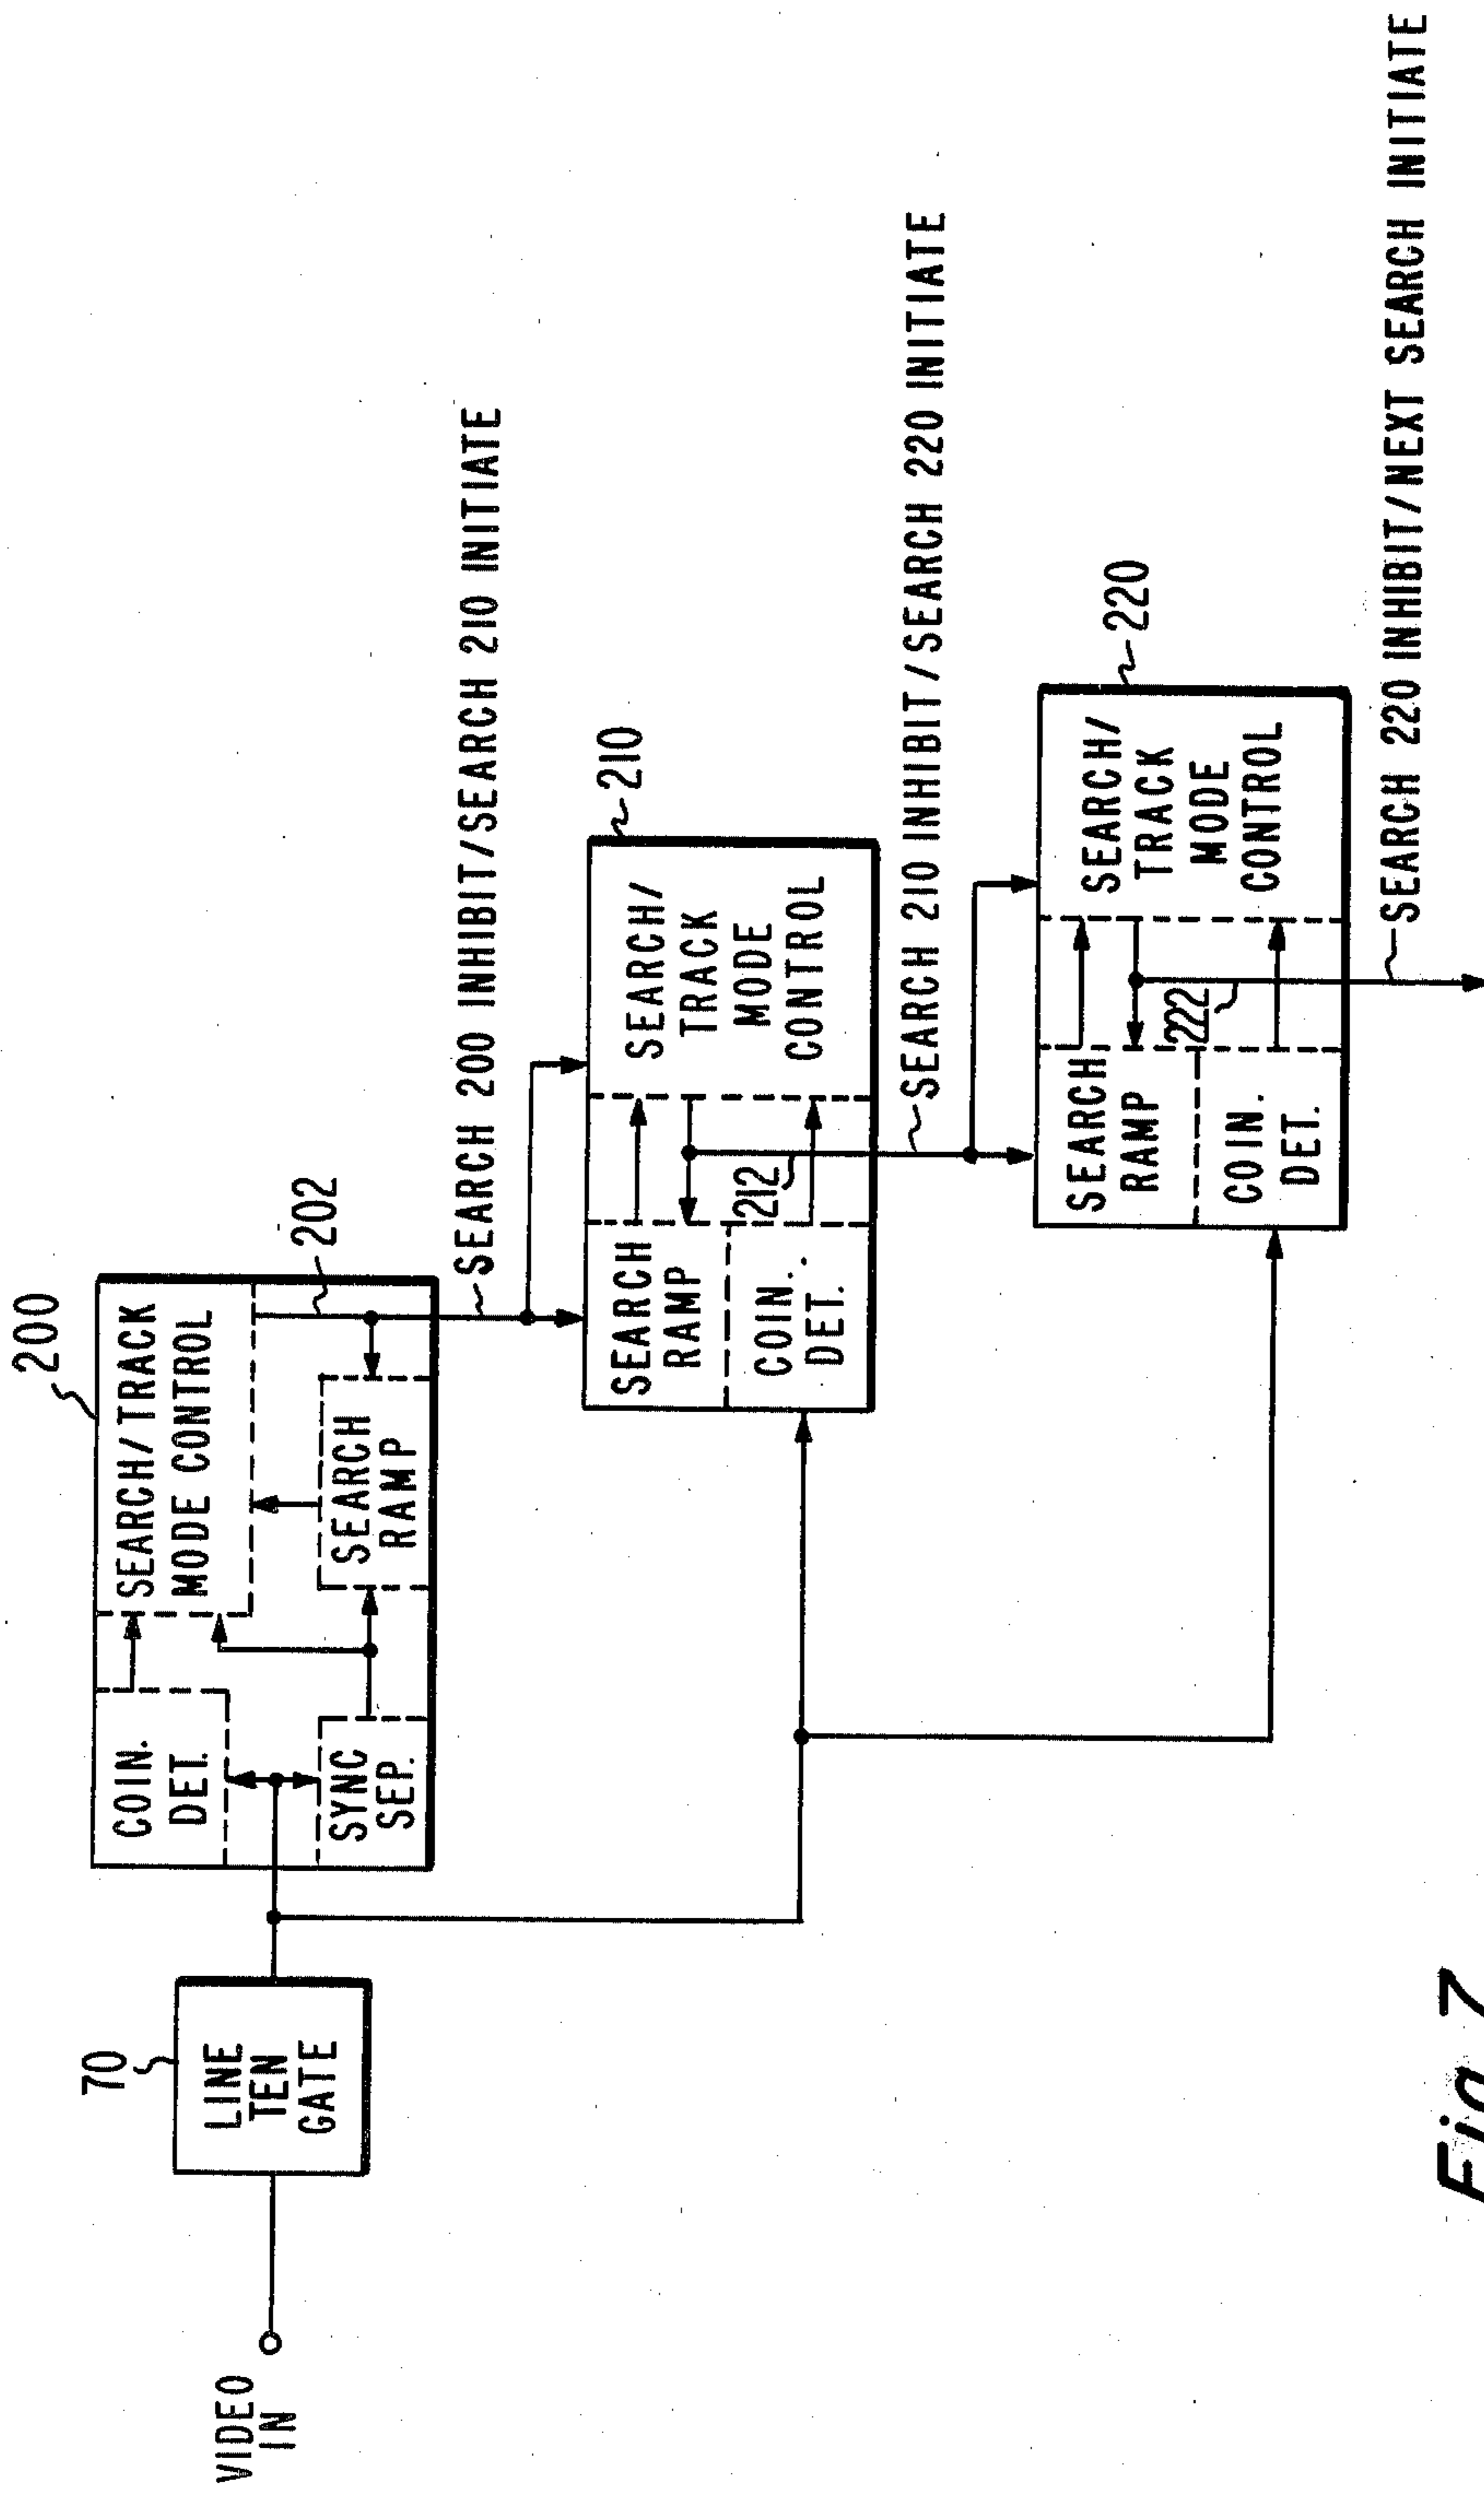 VIDEO
IN
70
LINE
TEN
GATE
200
COIN.
DET.
SEARCH/TRACK
MODE CONTROL
SYNC
SEP.
SEARCH
RAMP
202
SEARCH 200 INHIBIT/SEARCH 210 INITIATE
210
SEARCH
RAMP
COIN.
DET.
212
SEARCH/
TRACK
MODE
CONTROL
SEARCH 210 INHIBIT/SEARCH 220 INITIATE
220
SEARCH
RAMP
COIN.
DET.
222
SEARCH/
TRACK
MODE
CONTROL
SEARCH 220 INHIBIT/NEXT SEARCH INITIATE
Fig. 7